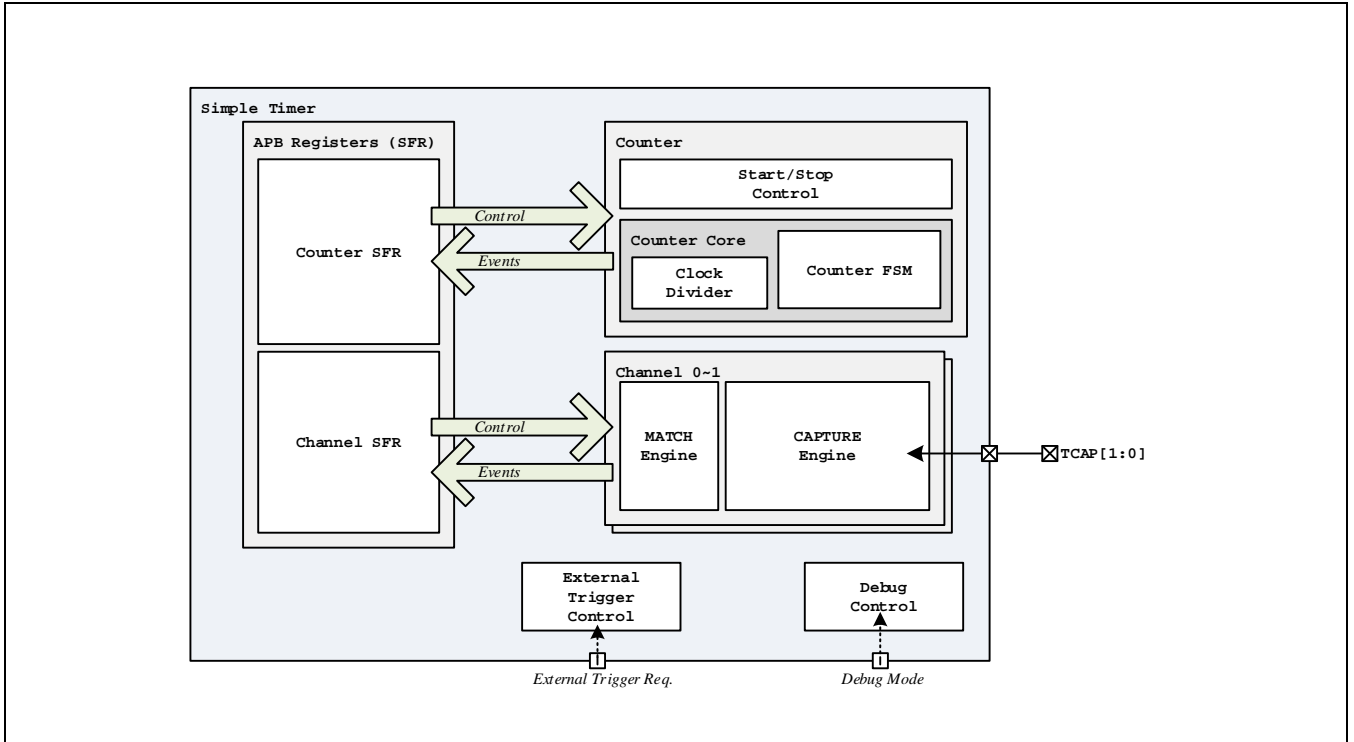 Simple Timer
APB Registers (SFR)
Counter SFR
Channel SFR
Control
Events
Control
Events
Counter
Start/Stop
Control
Counter Core
Clock
Divider
Counter FSM
Channel 0~1
MATCH
Engine
CAPTURE
Engine
TCAP[1:0]
External
Trigger
Control
Debug
Control
I
I
External Trigger Req.
Debug Mode